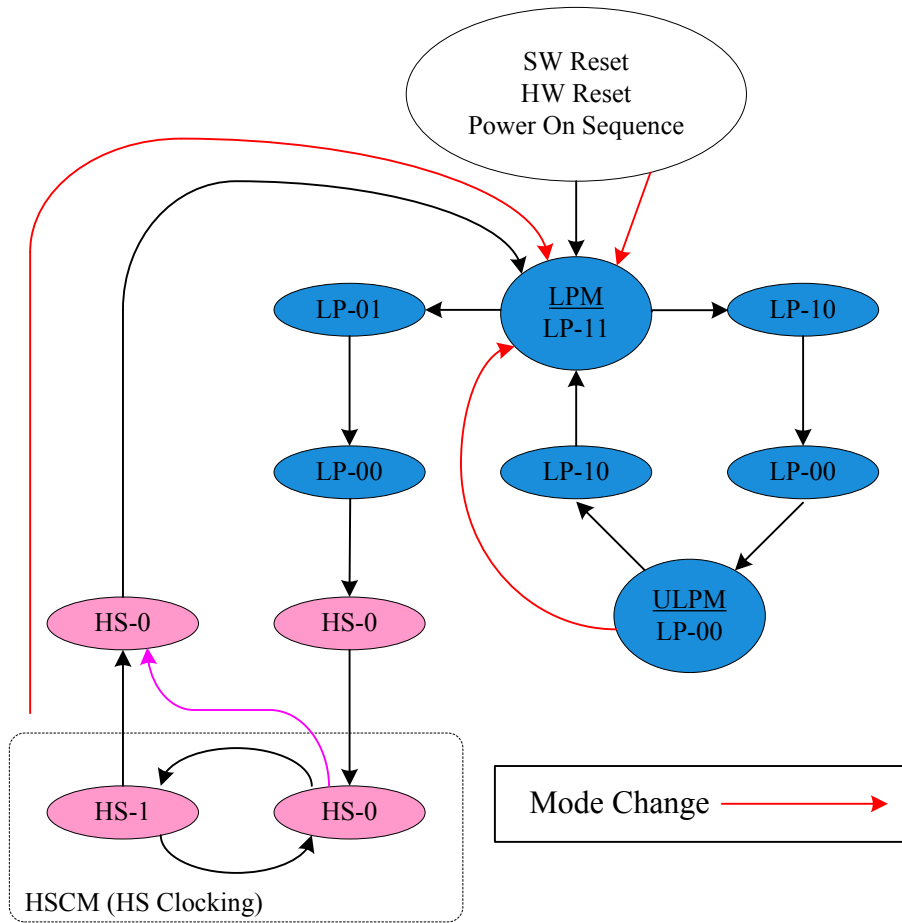 SW Reset
HW Reset
Power On Sequence
LP-01
LPM
LP-11
LP-10
LP-00
LP-10
LP-00
ULPM
LP-00
HS-0
HS-0
HS-1
HS-0
Mode Change
HSCM (HS Clocking)